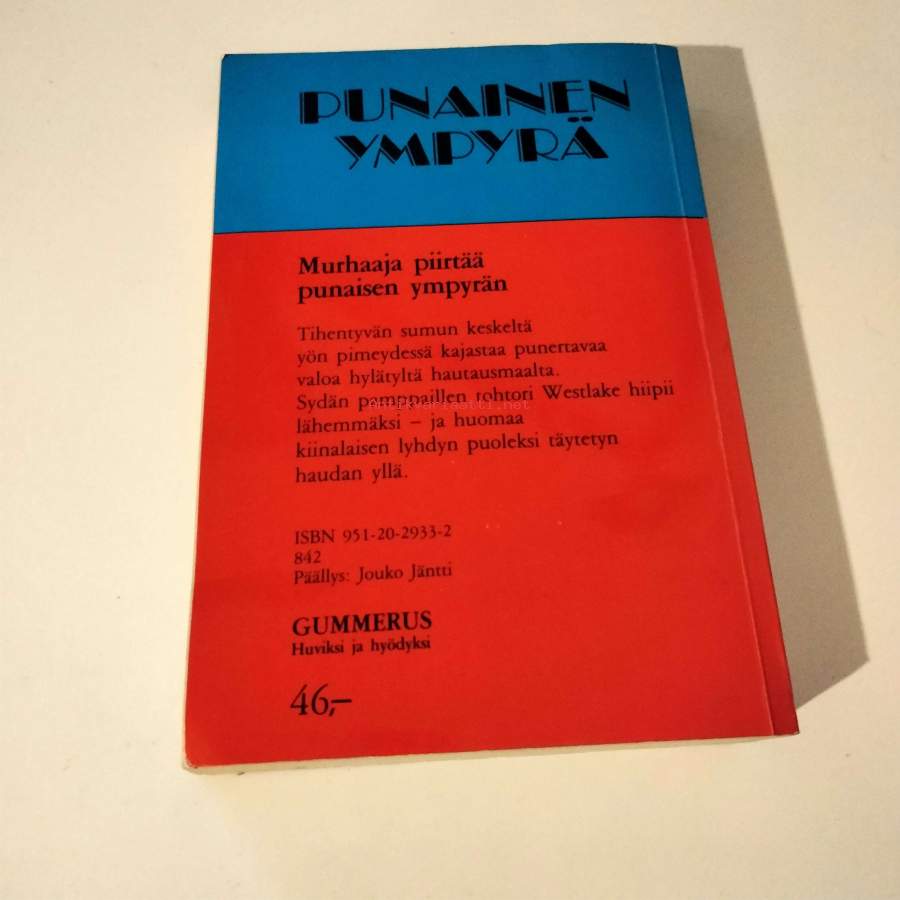 PUNAINEN
YMPYRÄ
Murhaaja piirtää
punaisen ympyrän
Tihentyvän sumun keskeltä
yön pimeydessä kajastaa punertavaa
valoa hylätyltä hautausmaalta.
Sydän pamppaillen tohtori Westlake hiipii
Antikvariaatti.net
lähemmäksi – ja huomaa
kiinalaisen lyhdyn puoleksi täytetyn
haudan yllä.
ISBN 951-20-2933-2
842
Päällys: Jouko Jäntti
GUMMERUS
Huviksi ja hyödyksi
46,–